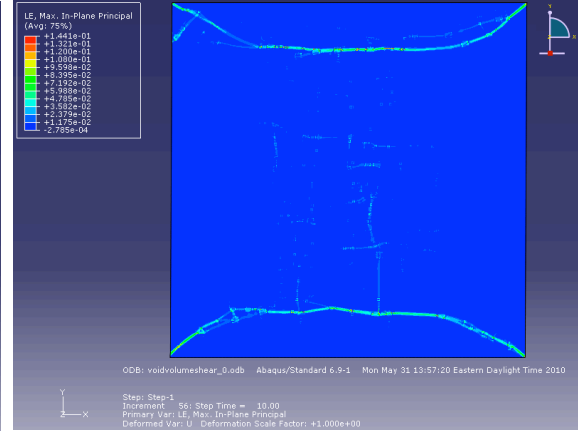 LE, Max. In-Plane Principal
(Avg: 75%)
+1.441e-01
+1.321e-01
+1.200e-01
+1.080e-01
+9.598e-02
+8.395e-02
+7.192e-02
+5.988e-02
+4.785e-02
+3.582e-02
+2.379e-02
+1.175e-02
-2.785e-04
Y
ODB: voidvolumeshear_0.odb Abaqus/Standard 6.9-1 Mon May 31 13:57:20 Eastern Daylight Time 2010
Y
Z
X
Step: Step-1
Increment 56: Step Time = 10.00
Primary Var: LE, Max. In-Plane Principal
Deformed Var: U Deformation Scale Factor: +1.000e+00